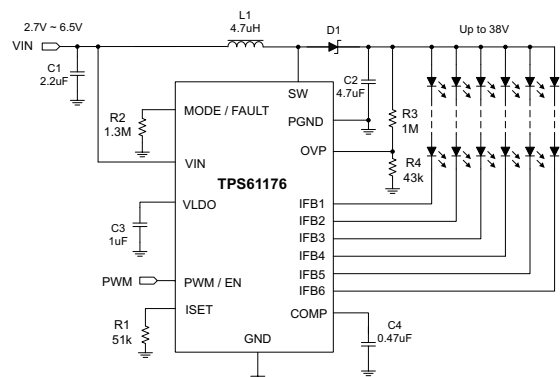 2.7V ~ 6.5V
VIN
L1
4.7uH
D1
Up to 38V
C1
2.2uF
C2
4.7uF
SW
R2
1.3M
MODE / FAULT
PGND
R3
1M
OVP
VIN
R4
43k
TPS61176
C3
1uF
VLDO
IFB1
IFB2
IFB3
IFB4
IFB5
IFB6
PWM
PWM / EN
ISET
COMP
R1
51k
GND
C4
0.47uF